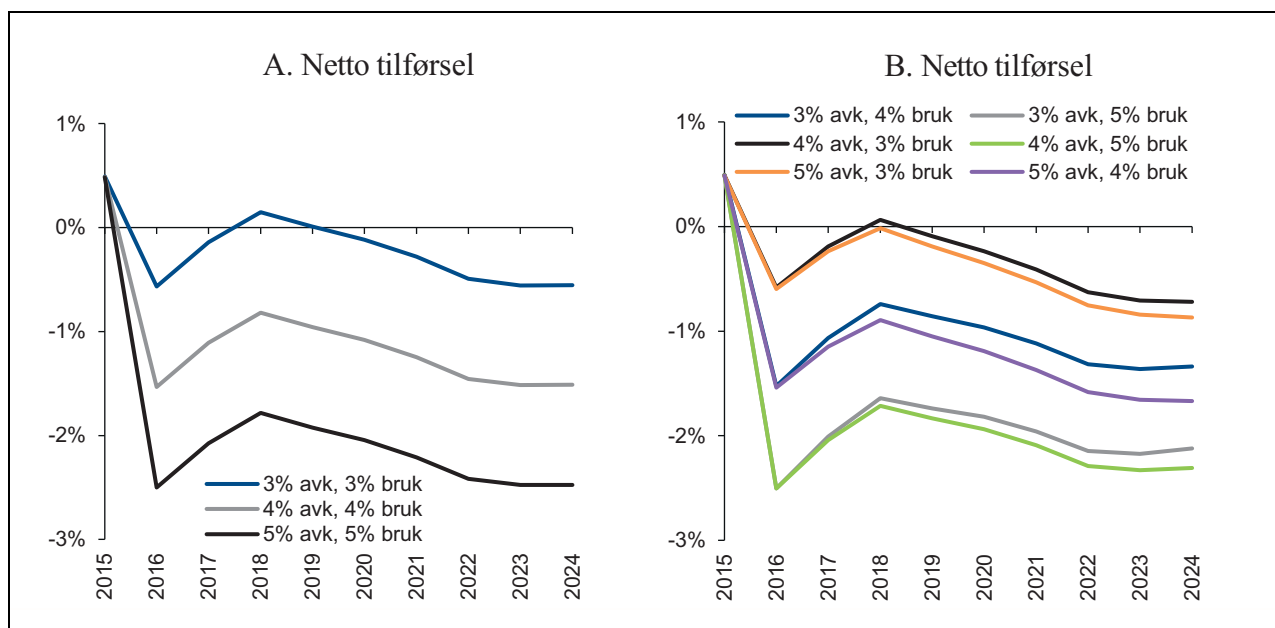 A. Netto tilførsel
1%
0%
-1%
-2%
-3%
3% avk, 3% bruk
4% avk, 4% bruk
5% avk, 5% bruk
2015
2016
2017
2018
2019
2020
2021
2022
2023
2024
B. Netto tilførsel
3% avk, 4% bruk
3% avk, 5% bruk
4% avk, 3% bruk
4% avk, 5% bruk
5% avk, 3% bruk
5% avk, 4% bruk
1%
0%
-1%
-2%
-3%
2015
2016
2017
2018
2019
2020
2021
2022
2023
2024